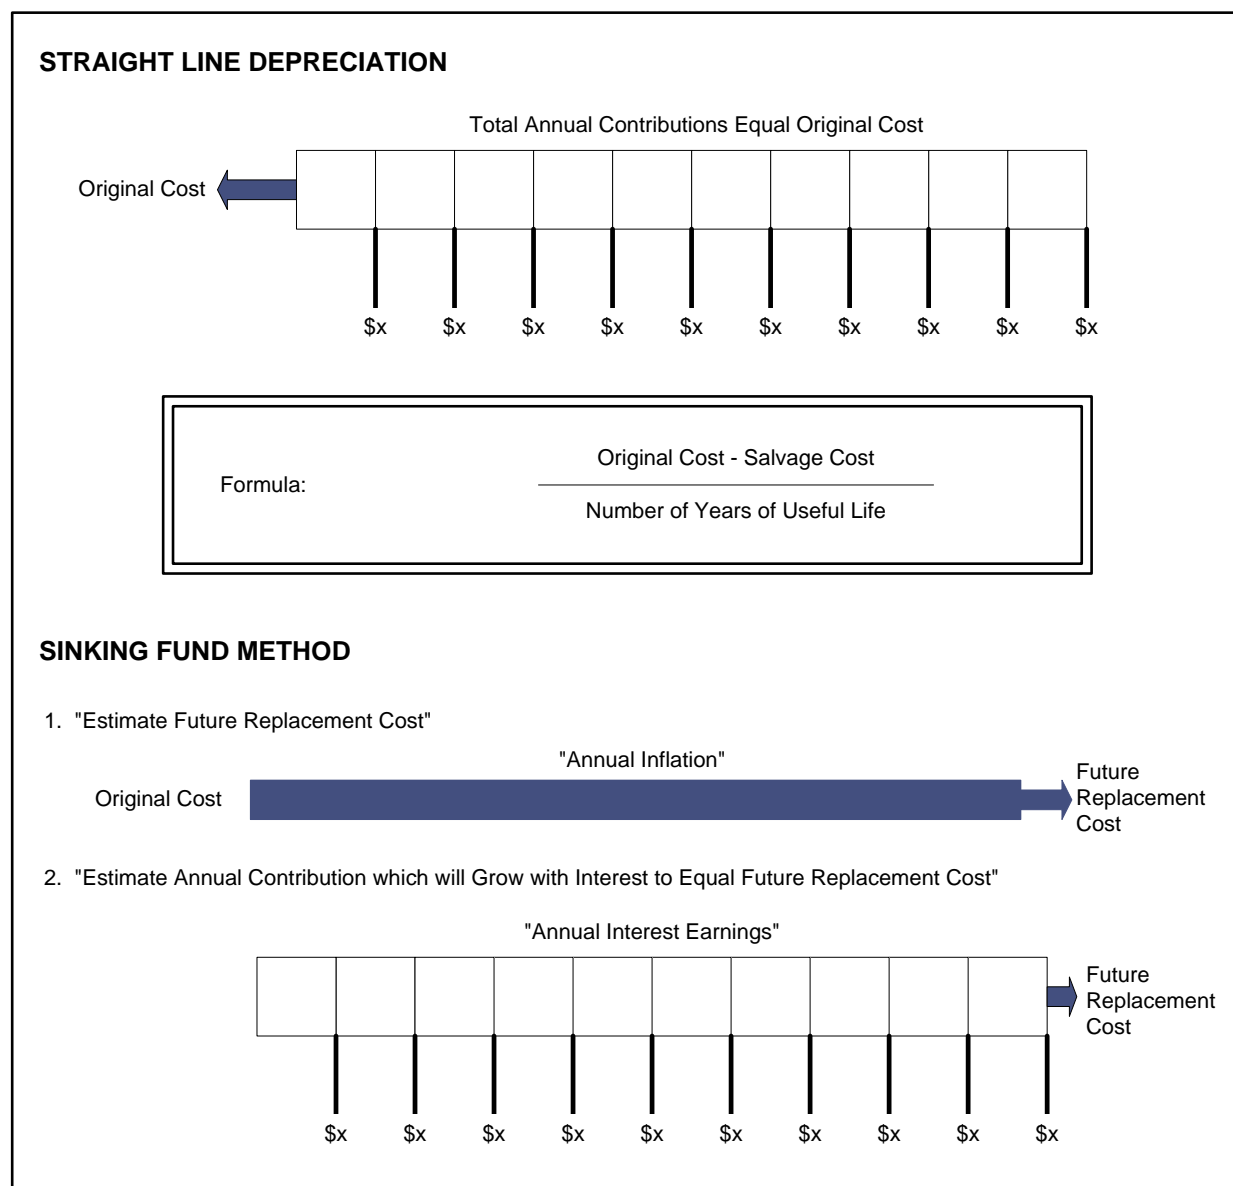 STRAIGHT LINE DEPRECIATION
Total Annual Contributions Equal Original Cost
Original Cost
$x $x $x $x $x $x $x $x $x $x
Formula:
Original Cost - Salvage Cost
Number of Years of Useful Life
SINKING FUND METHOD
1. "Estimate Future Replacement Cost"
"Annual Inflation"
Original Cost
Future
Replacement
Cost
2. "Estimate Annual Contribution which will Grow with Interest to Equal Future Replacement Cost"
"Annual Interest Earnings"
Future
Replacement
Cost
$x $x $x $x $x $x $x $x $x $x